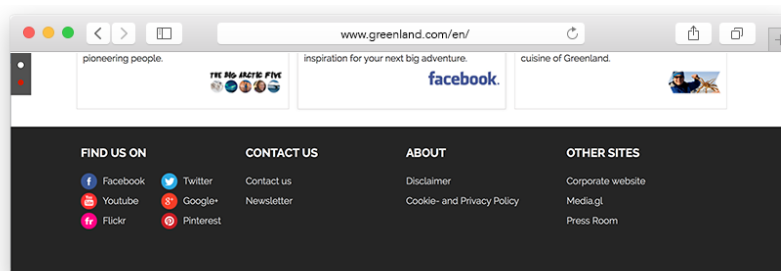 www.greenland.com/en/
pioneering people.
THE BIG ARCTIC FIVE
inspiration for your next big adventure.
facebook.
cuisine of Greenland.
FIND US ON
Facebook
Twitter
Youtube
Google+
Flickr
Pinterest
CONTACT US
Contact us
Newsletter
ABOUT
Disclaimer
Cookie- and Privacy Policy
OTHER SITES
Corporate website
Media.gl
Press Room